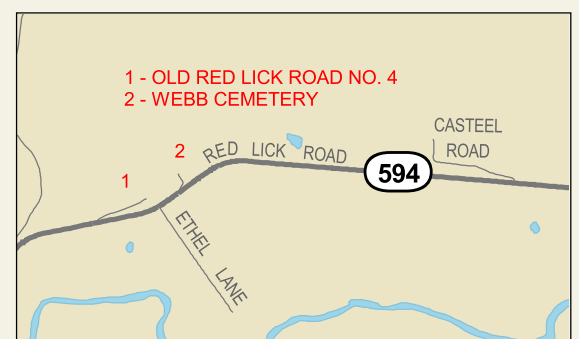 1 - OLD RED LICK ROAD NO. 4
2 - WEBB CEMETERY
CASTEEL
ROAD
2
RED LICK ROAD
594
1
ETHEL LANE